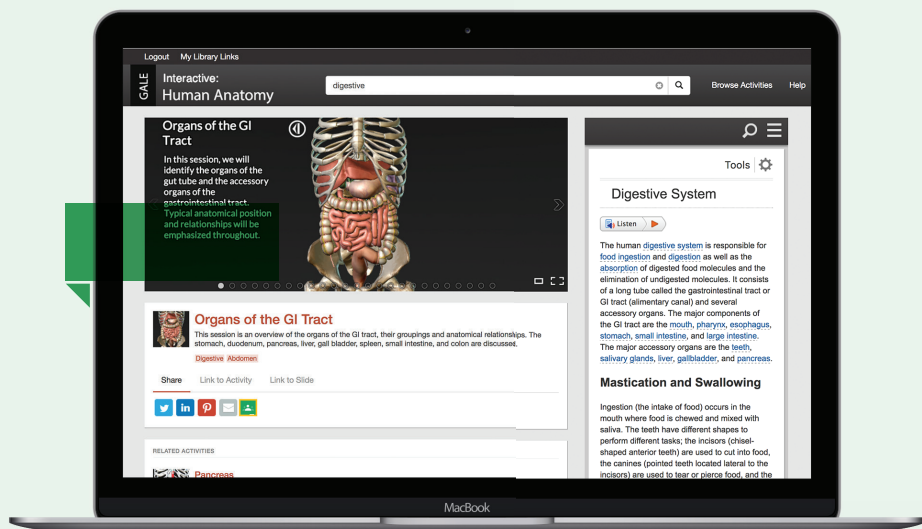 Logout My Library Links
GALE
Interactive:
Human Anatomy
digestive
Browse Activities Help
Organs of the GI
Tract
In this session, we will
identify the organs of the
gut tube and the accessory
organs of the
gastrointestinal tract.
Typical anatomical position
and relationships will be
emphasized throughout.
Organs of the GI Tract
This session is an overview of the organs of the GI tract, their groupings and anatomical relationships. The
stomach, duodenum, pancreas, liver, gall bladder, spleen, small intestine, and colon are discussed.
Digestive Abdomen
Share Link to Activity Link to Slide
RELATED ACTIVITIES
Pancreas
Tools
Digestive System
Listen
The human digestive system is responsible for
food ingestion and digestion as well as the
absorption of digested food molecules and the
elimination of undigested molecules. It consists
of a long tube called the gastrointestinal tract or
GI tract (alimentary canal) and several
accessory organs. The major components of
the GI tract are the mouth, pharynx, esophagus,
stomach, small intestine, and large intestine.
The major accessory organs are the teeth,
salivary glands, liver, gallbladder, and pancreas.
Mastication and Swallowing
Ingestion (the intake of food) occurs in the
mouth where food is chewed and mixed with
saliva. The teeth have different shapes to
perform different tasks; the incisors (chisel-
shaped anterior teeth) are used to cut into food,
the canines (pointed teeth located lateral to the
incisors) are used to tear or pierce food, and the
MacBook